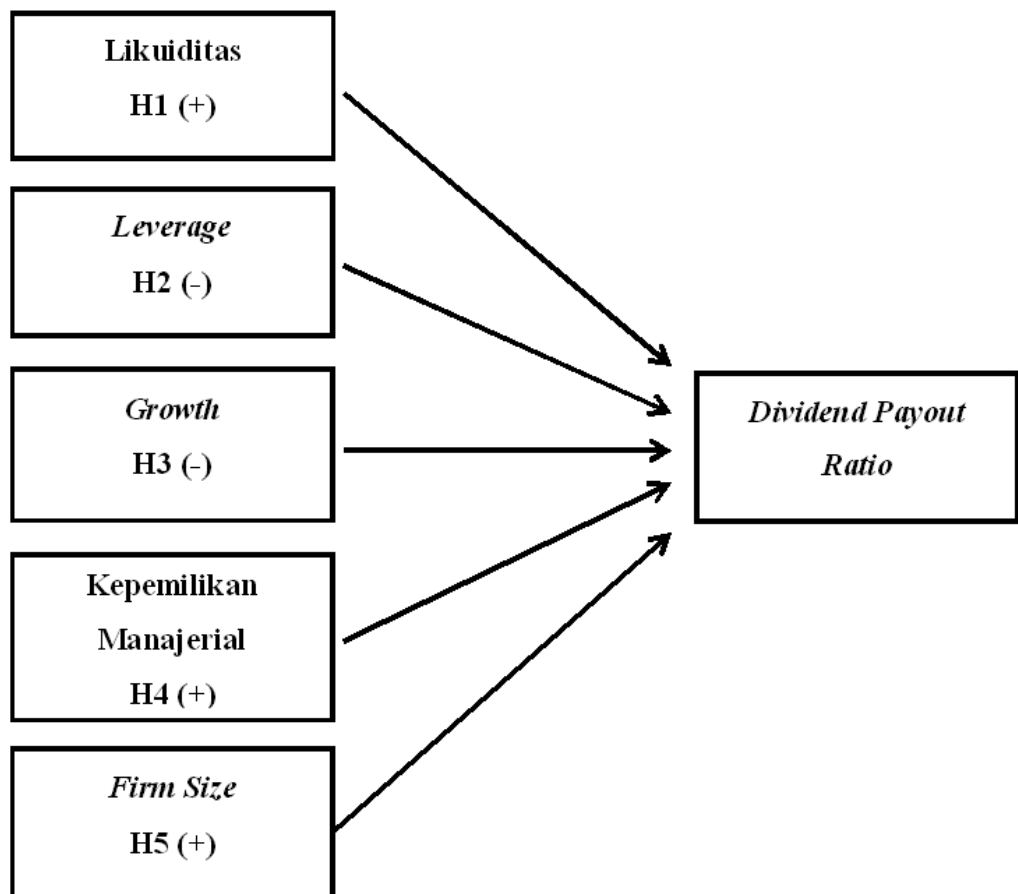 Likuiditas
H1 (+)
Leverage
H2 (-)
Growth
H3 (-)
Kepemilikan
Manajerial
H4 (+)
Firm Size
H5 (+)
Dividend Payout
Ratio